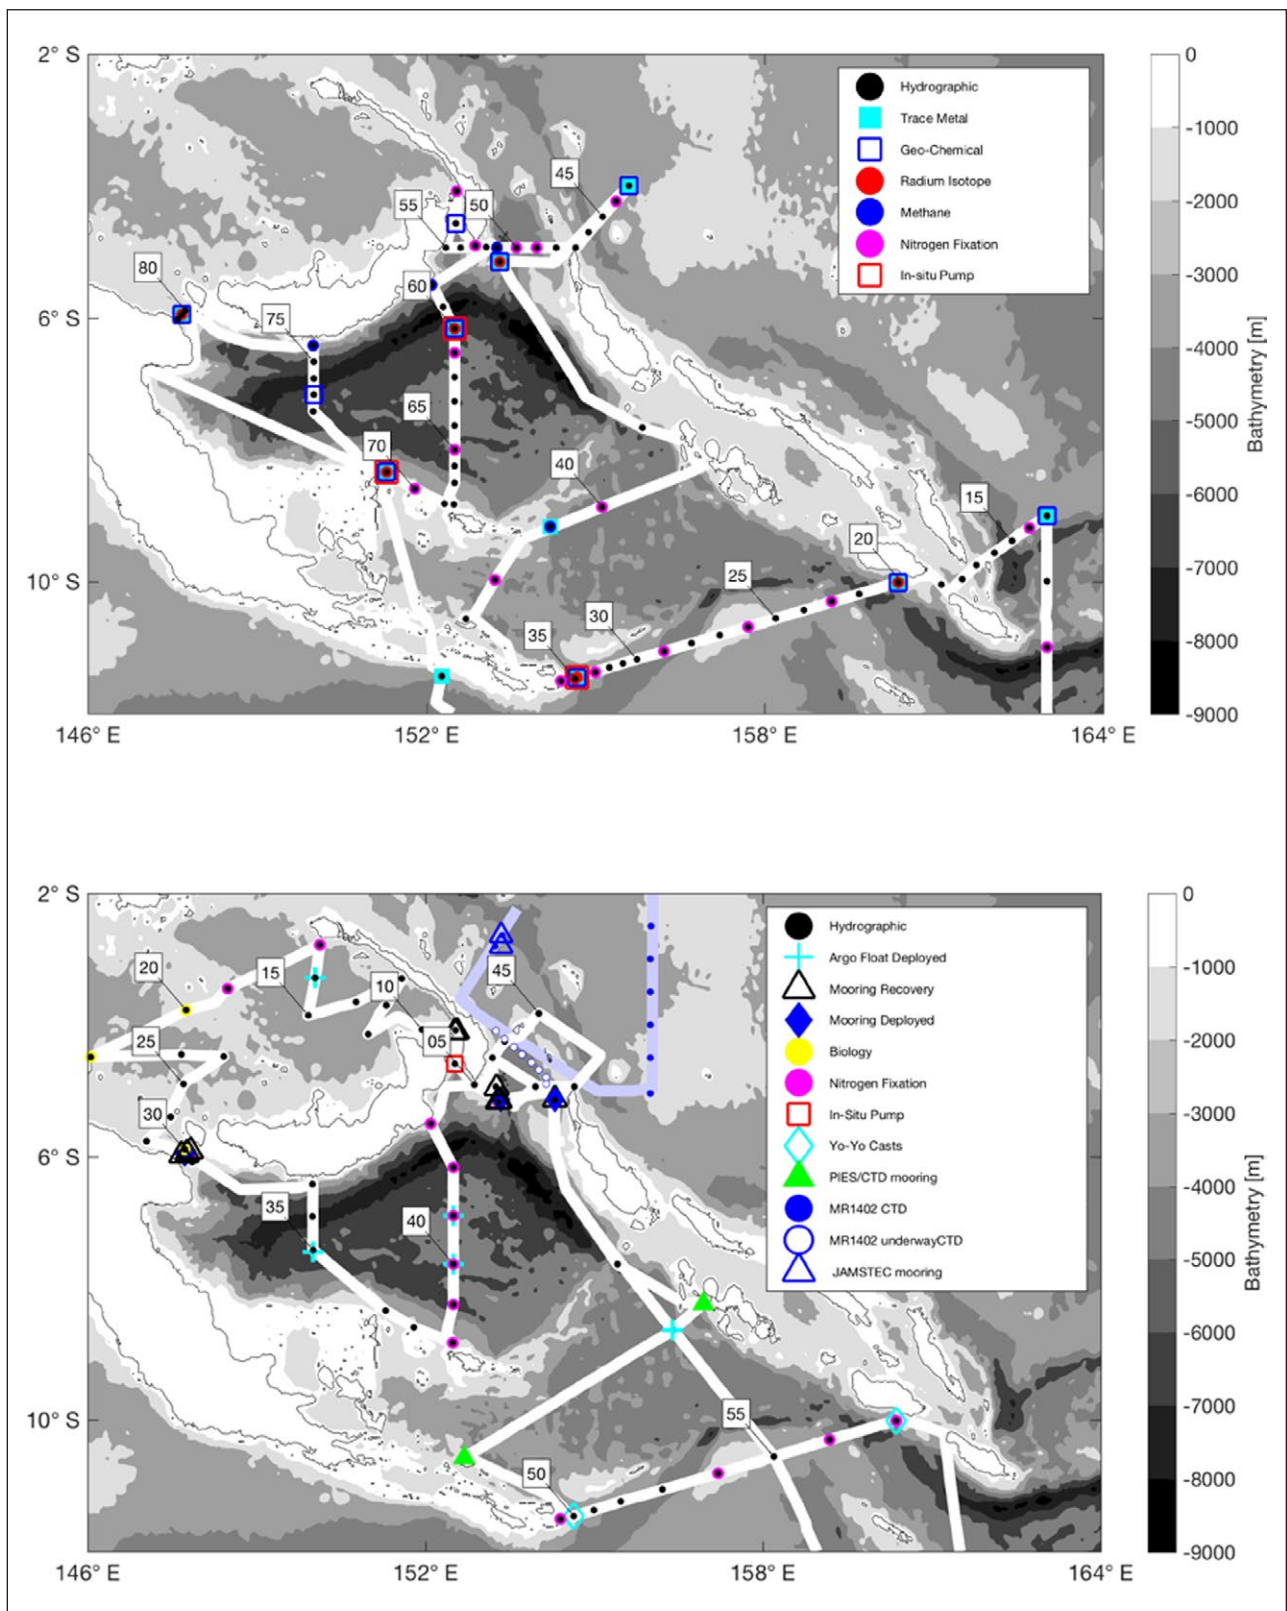 2° S
6° S
10° S
146° E
152° E
158° E
164° E
Hydrographic
Trace Metal
Geo-Chemical
Radium Isotope
Methane
Nitrogen Fixation
In-situ Pump
45
55
50
80
60
75
65
70
40
15
20
25
30
35
0
-1000
-2000
-3000
-4000
-5000
-6000
-7000
-8000
-9000
Bathymetry [m]
2° S
6° S
10° S
146° E
152° E
158° E
164° E
Hydrographic
Argo Float Deployed
Mooring Recovery
Mooring Deployed
Biology
Nitrogen Fixation
In-Situ Pump
Yo-Yo Casts
PIES/CTD mooring
MR1402 CTD
MR1402 underwayCTD
JAMSTEC mooring
20
15
10
45
25
05
30
35
40
55
50
0
-1000
-2000
-3000
-4000
-5000
-6000
-7000
-8000
-9000
Bathymetry [m]